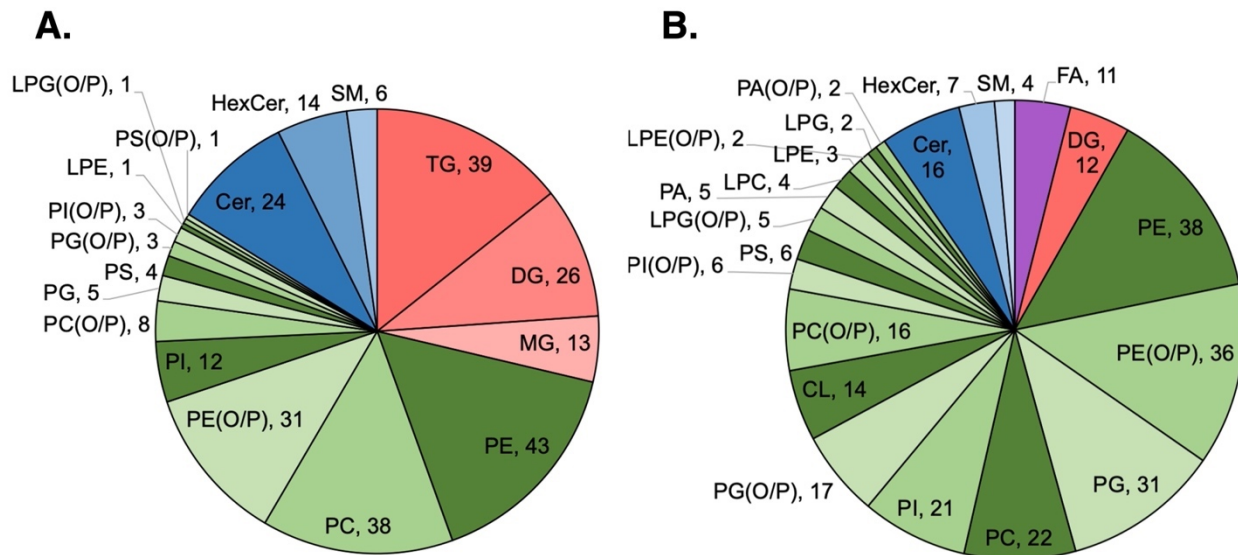 A.
LPG(O/P), 1
PS(O/P), 1
LPE, 1
PI(O/P), 3
PG(O/P), 3
PS, 4
PG, 5
PC(O/P), 8
PI, 12
PE(O/P), 31
PC, 38
PE, 43
MG, 13
DG, 26
TG, 39
SM, 6
HexCer, 14
Cer, 24
B.
PA(O/P), 2
LPG, 2
LPE(O/P), 2
LPE, 3
LPC, 4
PA, 5
LPG(O/P), 5
PS, 6
PI(O/P), 6
PC(O/P), 16
CL, 14
PG(O/P), 17
PI, 21
PC, 22
PG, 31
PE(O/P), 36
PE, 38
DG,
12
FA, 11
SM, 4
HexCer, 7
Cer,
16